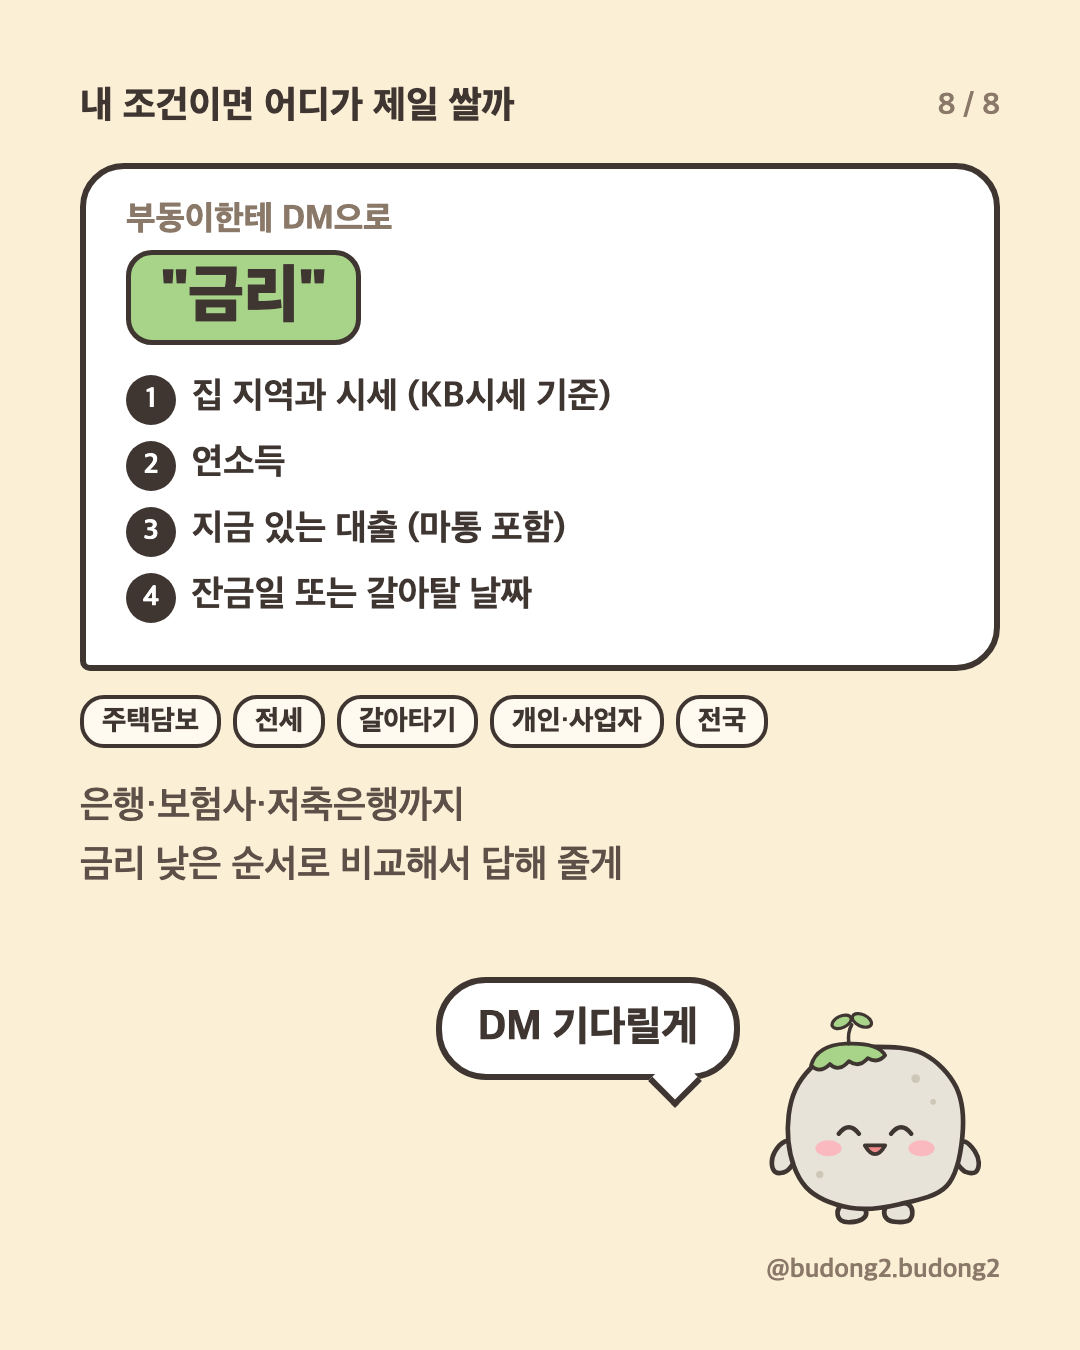 내 조건이면 어디가 제일 쌀까
8 / 8
부동이한테 DM으로
"금리"
1 집 지역과 시세 (KB시세 기준)
2 연소득
3 지금 있는 대출 (마통 포함)
4 잔금일 또는 갈아탈 날짜
주택담보 전세 갈아타기 개인·사업자 전국
은행·보험사·저축은행까지
금리 낮은 순서로 비교해서 답해 줄게
DM 기다릴게
@budong2.budong2